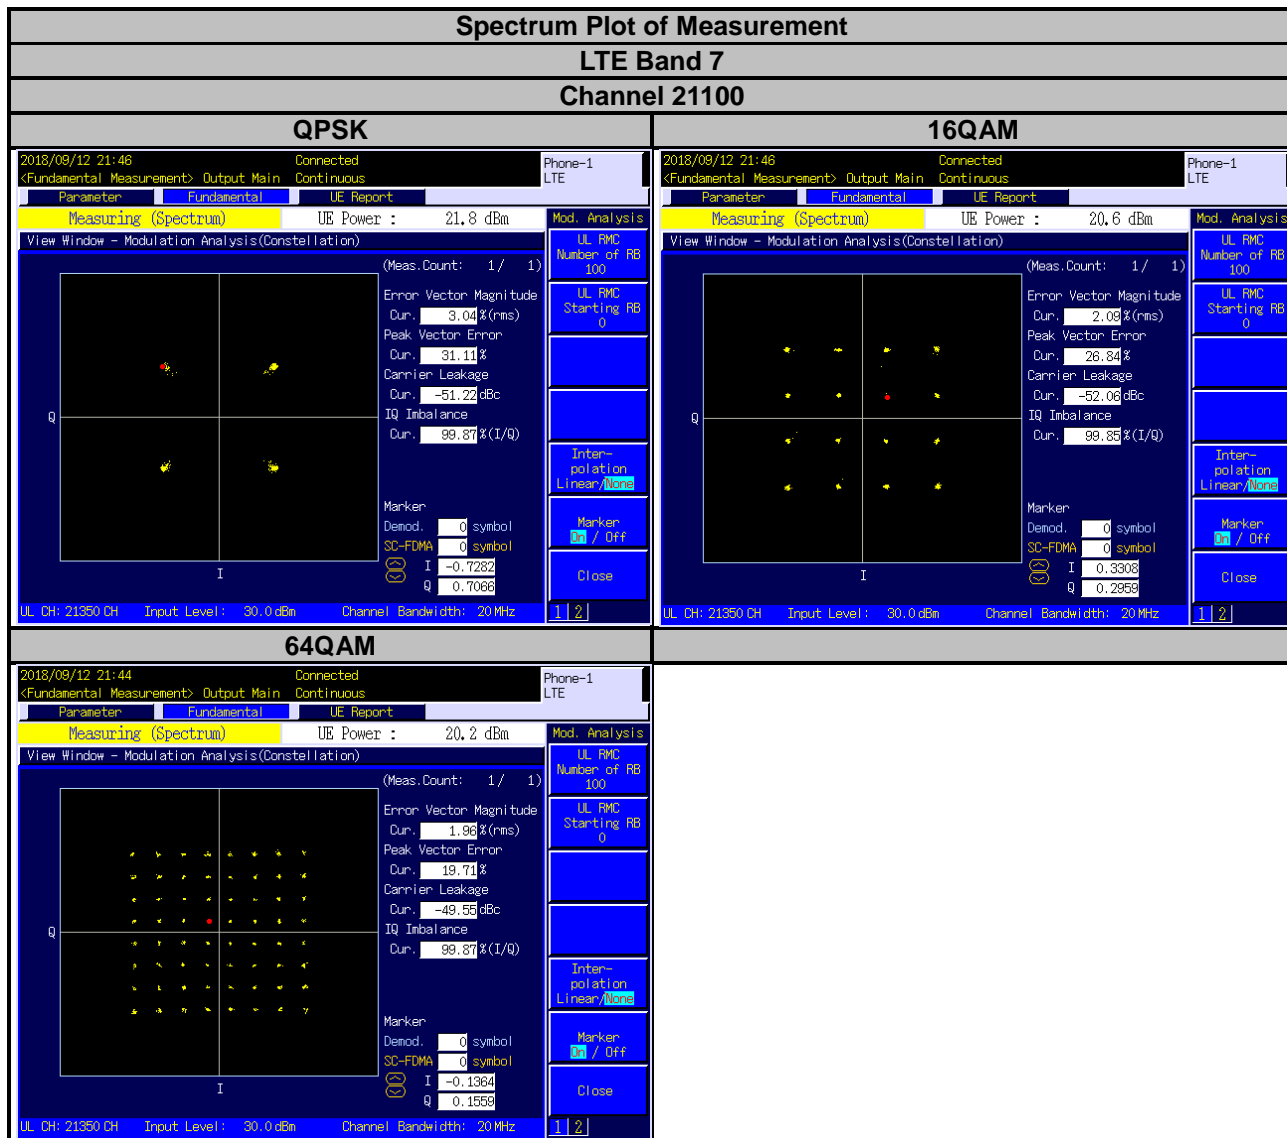 Spectrum Plot of Measurement
LTE Band 7
Channel 21100
QPSK
2018/09/12 21:46 Connected
<Fundamental Measurement> Output Main Continuous
Phone-1
LTE
Parameter Fundamental UE Report
Measuring (Spectrum) UE Power : 21.8 dBm Mod. Analysis
View Window - Modulation Analysis(Constellation)
(Meas.Count: 1/ 1)
Error Vector Magnitude
Cur. 3.04 %(rms)
Peak Vector Error
Cur. 31.11 %
Carrier Leakage
Cur. -51.22 dBc
IQ Imbalance
Cur. 99.87 %(I/Q)
Q
I
Marker
Demod. 0 symbol
SC-FDMA 0 symbol
I -0.7282
Q 0.7066
UL RMC
Number of RB
100
UL RMC
Starting RB
0
Inter-
polation
Linear/None
Marker
On / Off
Close
UL CH: 21350 CH Input Level: 30.0 dBm Channel Bandwidth: 20 MHz 1 2
16QAM
2018/09/12 21:46 Connected
<Fundamental Measurement> Output Main Continuous
Phone-1
LTE
Parameter Fundamental UE Report
Measuring (Spectrum) UE Power : 20.6 dBm Mod. Analysis
View Window - Modulation Analysis(Constellation)
(Meas.Count: 1/ 1)
Error Vector Magnitude
Cur. 2.09 %(rms)
Peak Vector Error
Cur. 26.84 %
Carrier Leakage
Cur. -52.06 dBc
IQ Imbalance
Cur. 99.85 %(I/Q)
Q
I
Marker
Demod. 0 symbol
SC-FDMA 0 symbol
I 0.3308
Q 0.2959
UL RMC
Number of RB
100
UL RMC
Starting RB
0
Inter-
polation
Linear/None
Marker
On / Off
Close
UL CH: 21350 CH Input Level: 30.0 dBm Channel Bandwidth: 20 MHz 1 2
64QAM
2018/09/12 21:44 Connected
<Fundamental Measurement> Output Main Continuous
Phone-1
LTE
Parameter Fundamental UE Report
Measuring (Spectrum) UE Power : 20.2 dBm Mod. Analysis
View Window - Modulation Analysis(Constellation)
(Meas.Count: 1/ 1)
Error Vector Magnitude
Cur. 1.96 %(rms)
Peak Vector Error
Cur. 19.71 %
Carrier Leakage
Cur. -49.55 dBc
IQ Imbalance
Cur. 99.87 %(I/Q)
Q
I
Marker
Demod. 0 symbol
SC-FDMA 0 symbol
I -0.1364
Q 0.1559
UL RMC
Number of RB
100
UL RMC
Starting RB
0
Inter-
polation
Linear/None
Marker
On / Off
Close
UL CH: 21350 CH Input Level: 30.0 dBm Channel Bandwidth: 20 MHz 1 2